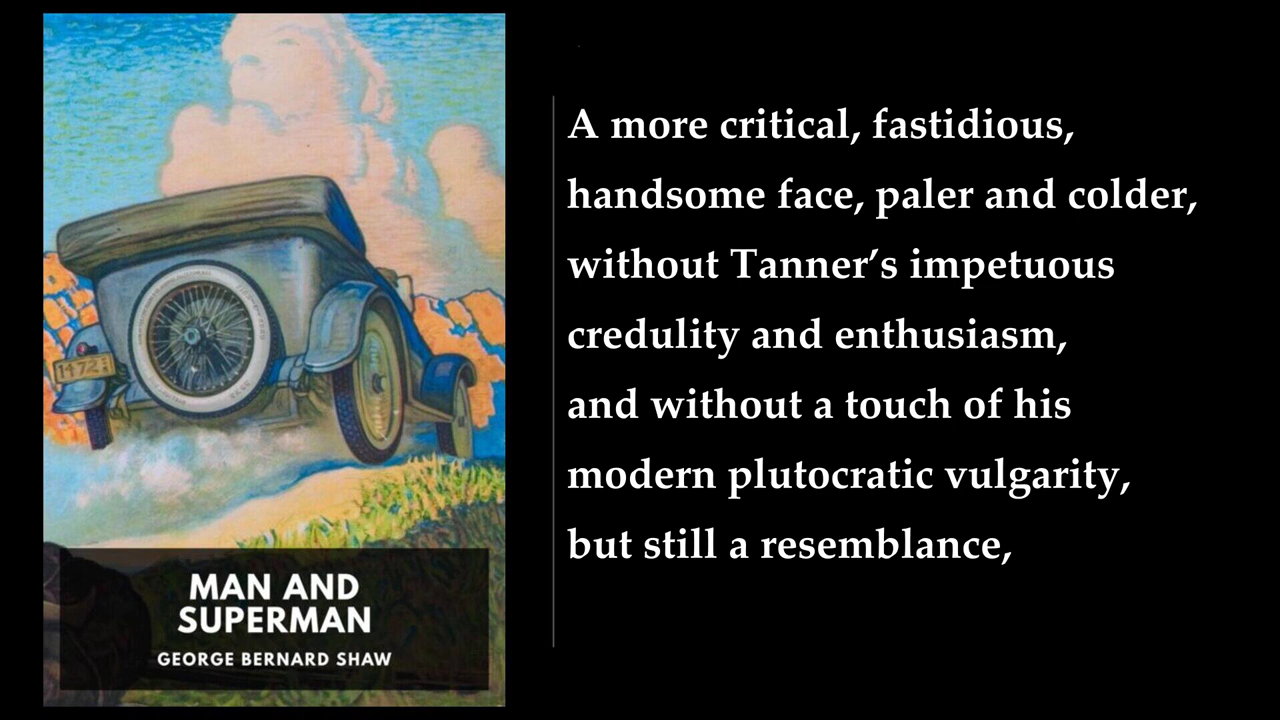 1472
MAN AND
SUPERMAN
GEORGE BERNARD SHAW
A more critical, fastidious,
handsome face, paler and colder,
without Tanner’s impetuous
credulity and enthusiasm,
and without a touch of his
modern plutocratic vulgarity,
but still a resemblance,